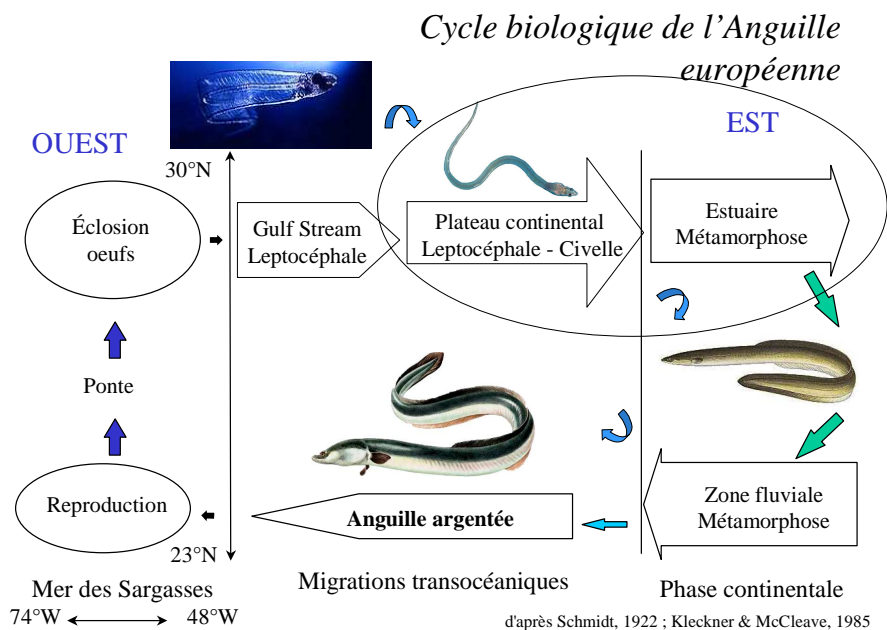 Cycle biologique de l'Anguille
européenne
OUEST
EST
30°N
Éclosion
oeufs
Gulf Stream
Leptocéphale
Plateau continental
Leptocéphale - Civelle
Estuaire
Métamorphose
Ponte
Reproduction
Anguille argentée
Zone fluviale
Métamorphose
23°N
Mer des Sargasses
Migrations transocéaniques
Phase continentale
74°W
48°W
d'après Schmidt, 1922 ; Kleckner & McCleave, 1985